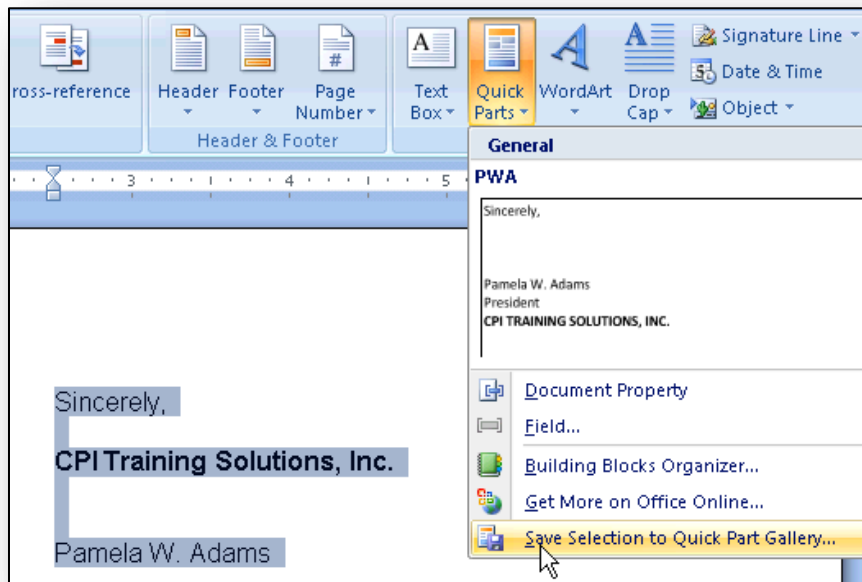 Signature Line
ross-reference Header Footer Page Number Text Box Quick Parts WordArt Drop Cap Date & Time
Object
Header & Footer
3 4 5
General
PWA
Sincerely,
Pamela W. Adams
President
CPI TRAINING SOLUTIONS, INC.
Document Property
Field...
Building Blocks Organizer...
Get More on Office Online...
Save Selection to Quick Part Gallery...
Sincerely,
CPI Training Solutions, Inc.
Pamela W. Adams